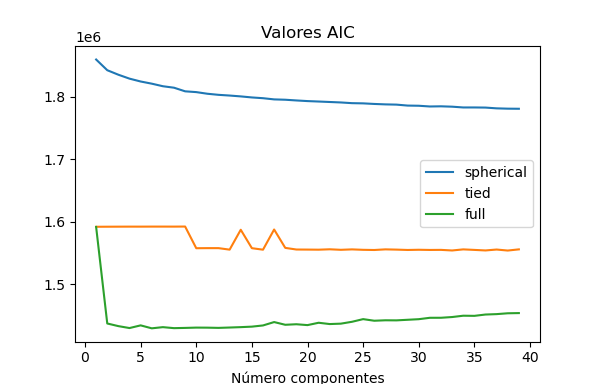 Valores AIC
1e6
1.8
1.7
1.6
1.5
spherical
tied
full
0 5 10 15 20 25 30 35 40
Número componentes